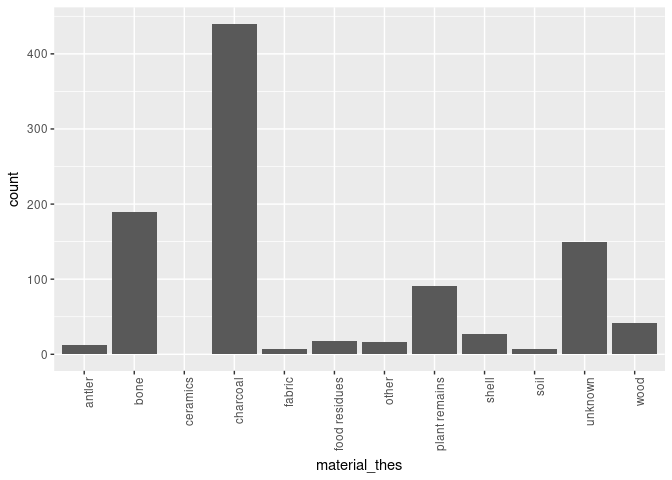 400
300
200
100
0
count
antler
bone
ceramics
charcoal
fabric
food residues
other
plant remains
shell
soil
unknown
wood
material_thes